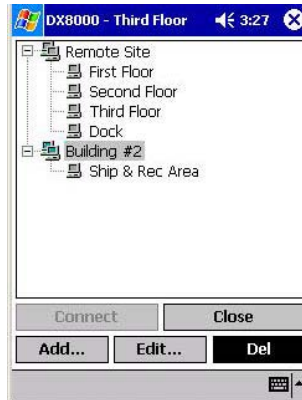 DX8000 - Third Floor 3:27
Remote Site
First Floor
Second Floor
Third Floor
Dock
Building #2
Ship & Rec Area
Connect Close
Add... Edit... Del